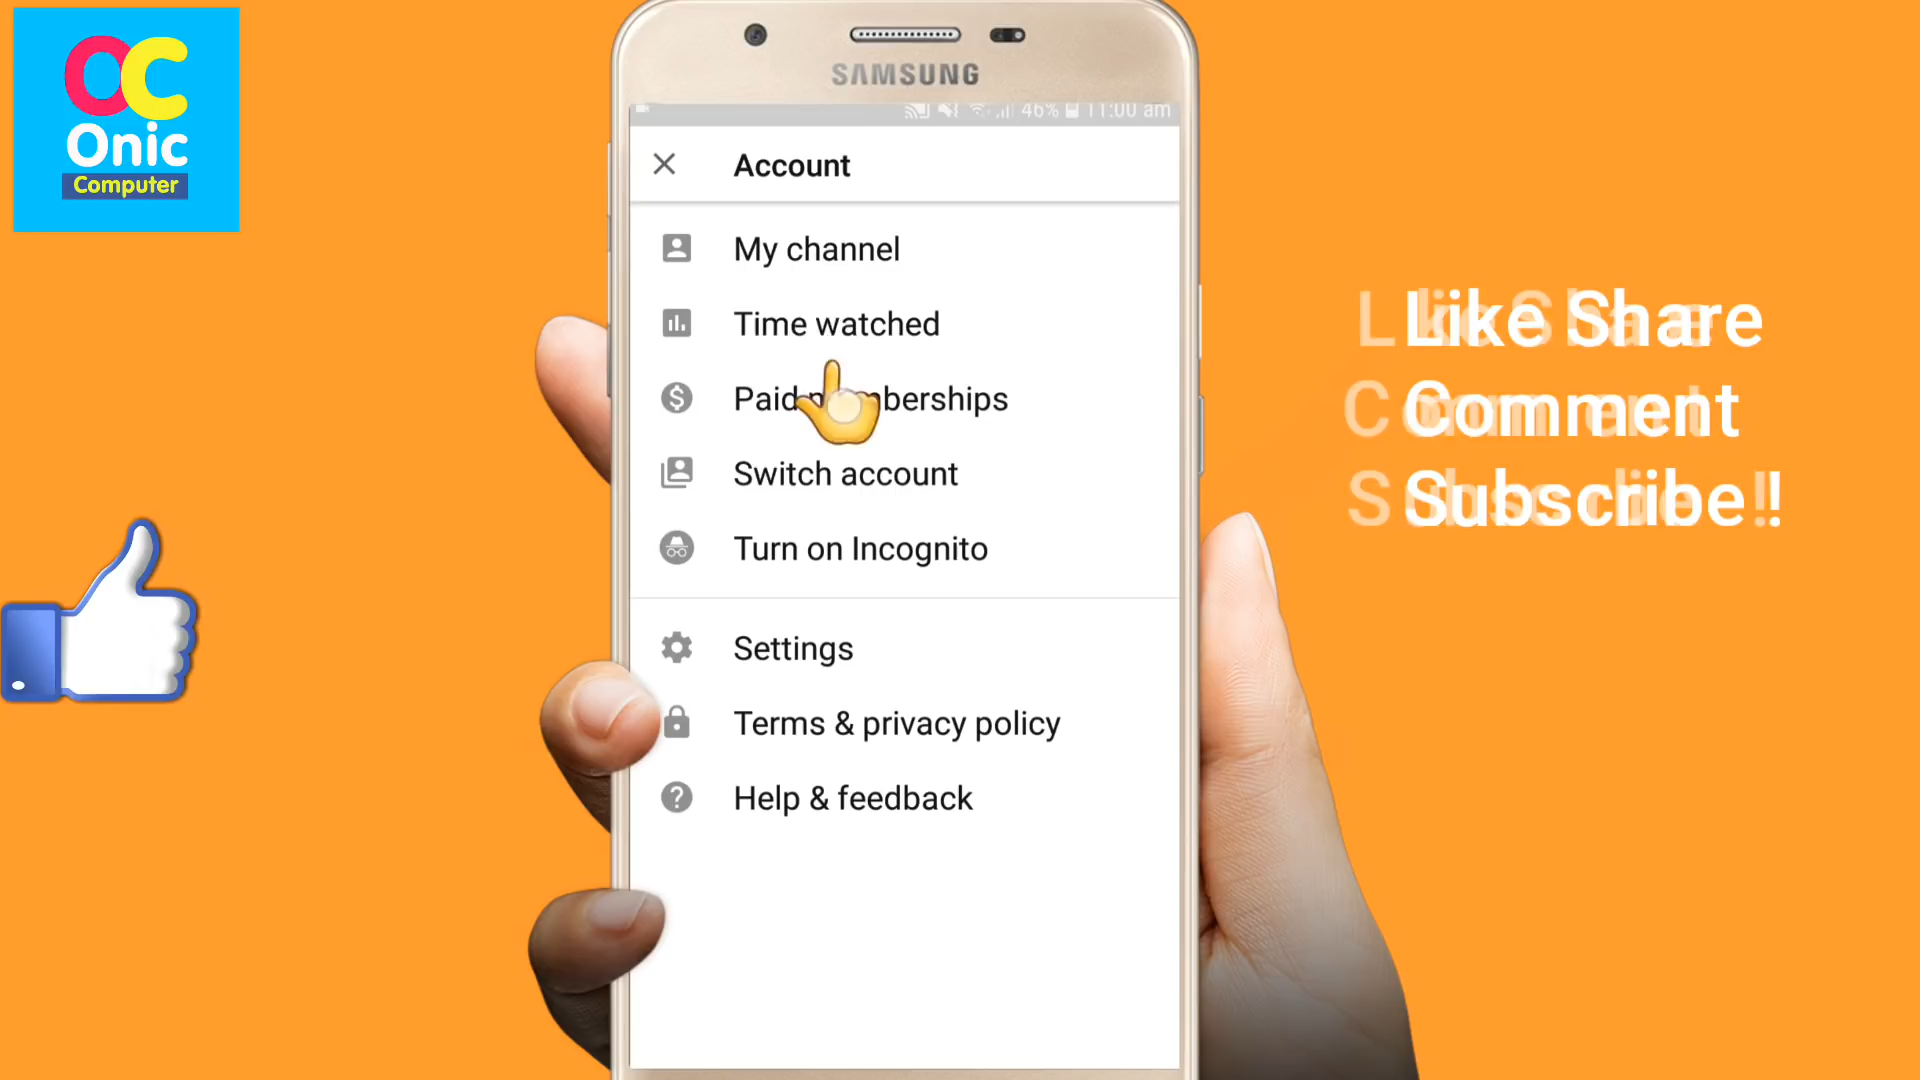 OC
Onic
Computer
SAMSUNG
46% 11:00 am
Account
My channel
Time watched
Paid memberships
Switch account
Turn on Incognito
Settings
Terms & privacy policy
Help & feedback
Like Share
Comment
Subscribe !!